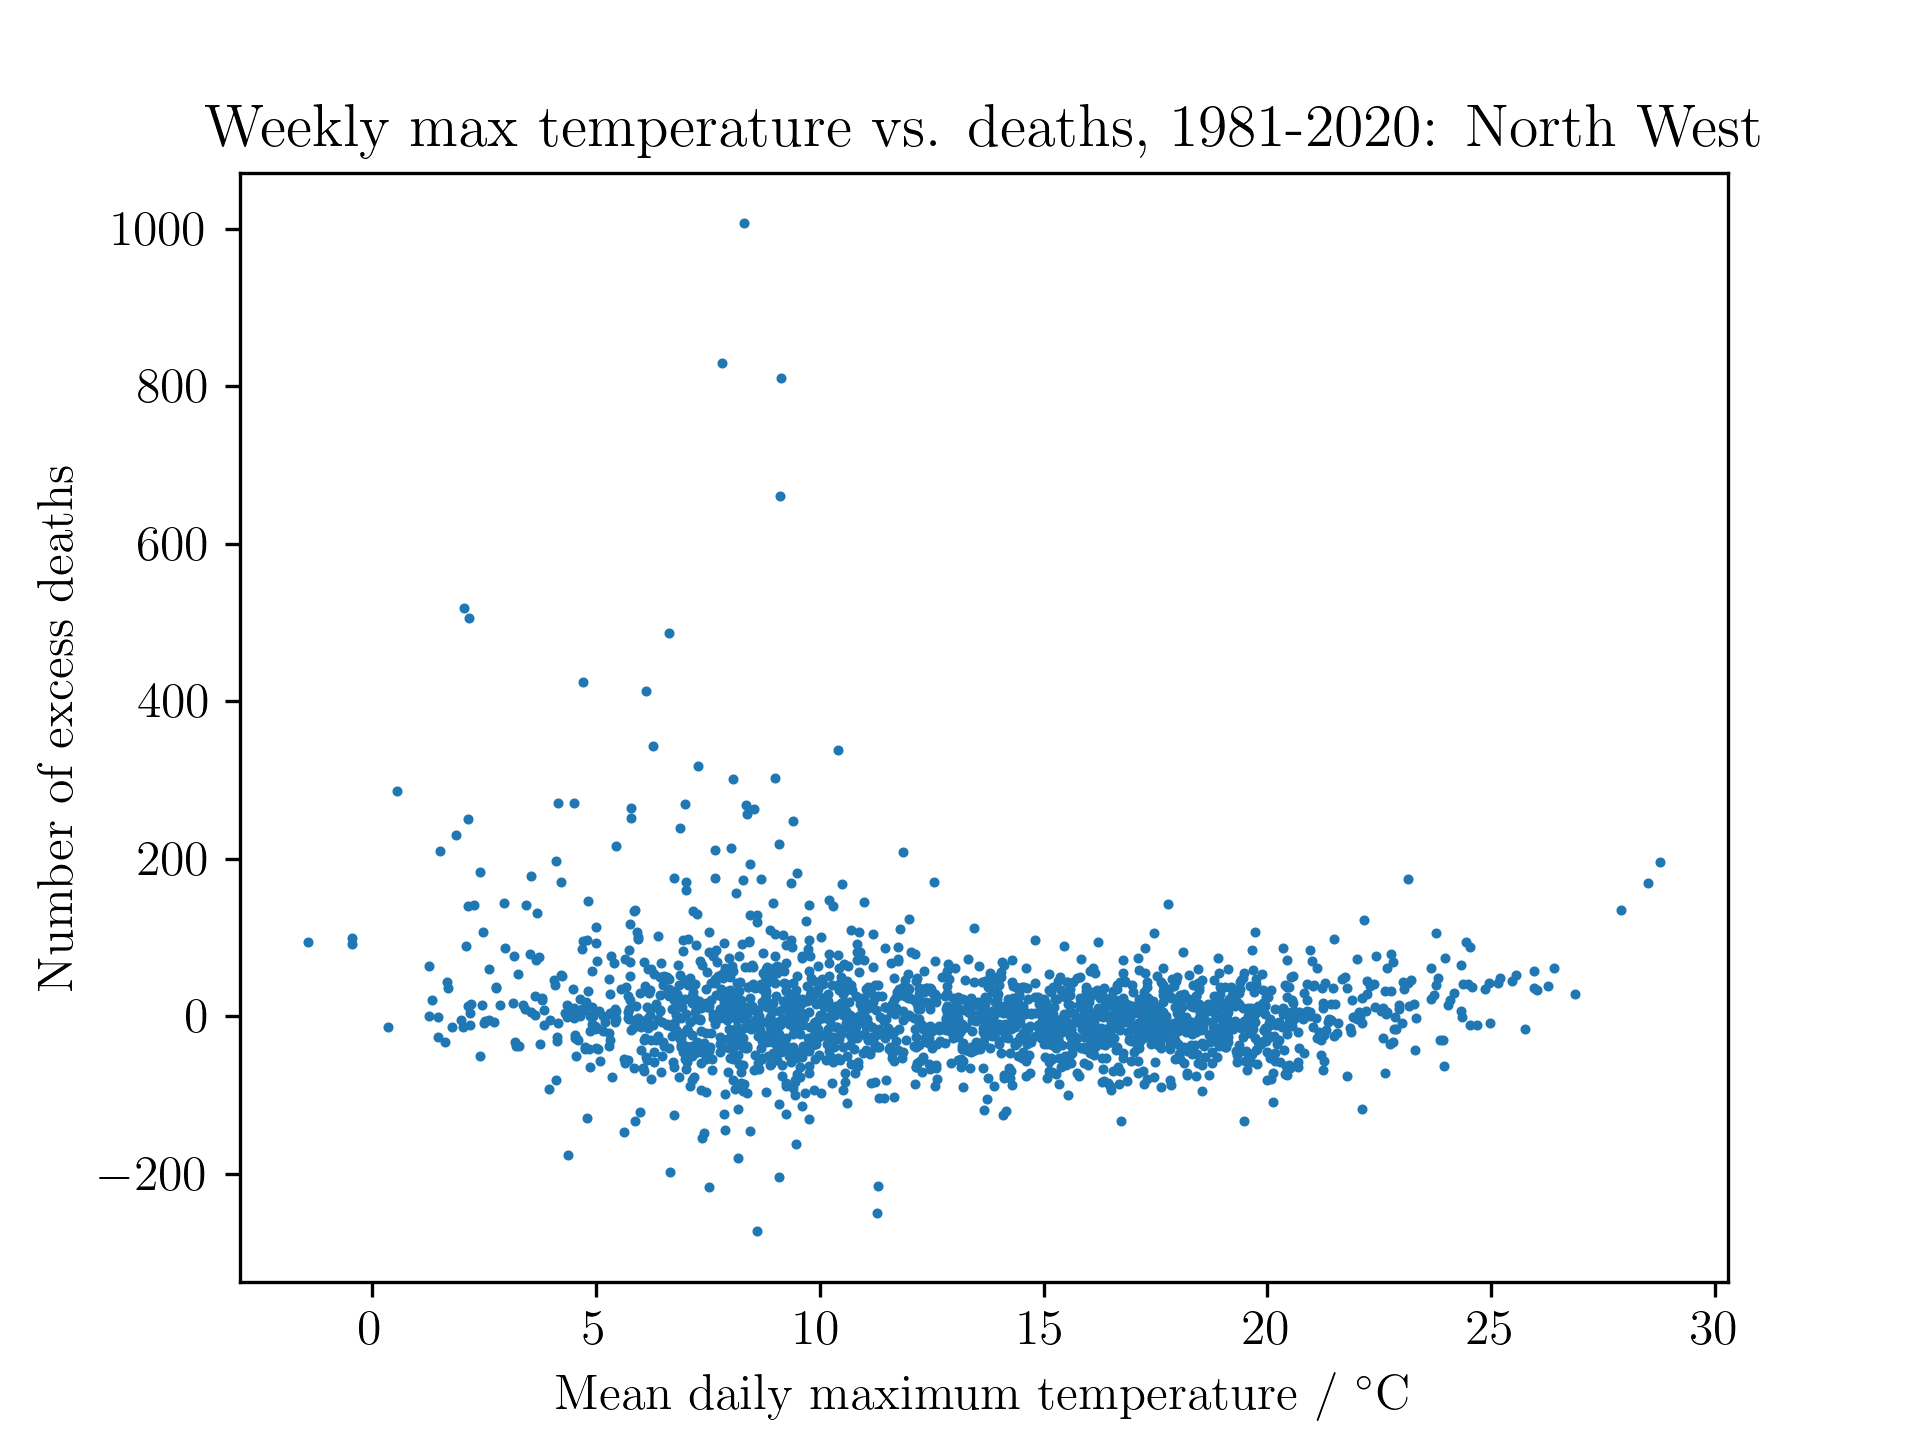 Weekly max temperature vs. deaths, 1981-2020: North West
Number of excess deaths
1000
800
600
400
200
0
−200
0 5 10 15 20 25 30
Mean daily maximum temperature / °C